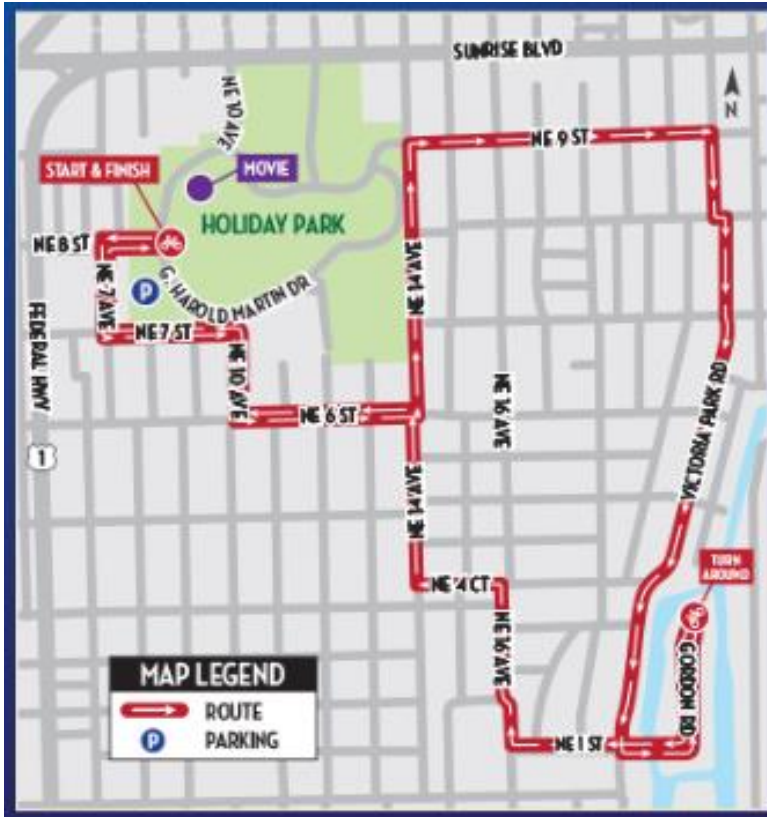 SUNRISE BLVD
N
NE 10 AVE
NE 9 ST
START & FINISH
MOVIE
HOLIDAY PARK
NE 8 ST
NE 7 AVE
P
G. HAROLD MARTIN DR
NE 14 AVE
FEDERAL HWY
NE 7 ST
NE 10 AVE
NE 16 AVE
NE 6 ST
VICTORIA PARK RD
1
NE 14 AVE
TURN
AROUND
NE 4 CT
NE 16 AVE
GORDON RD
MAP LEGEND
ROUTE
P PARKING
NE 1 ST